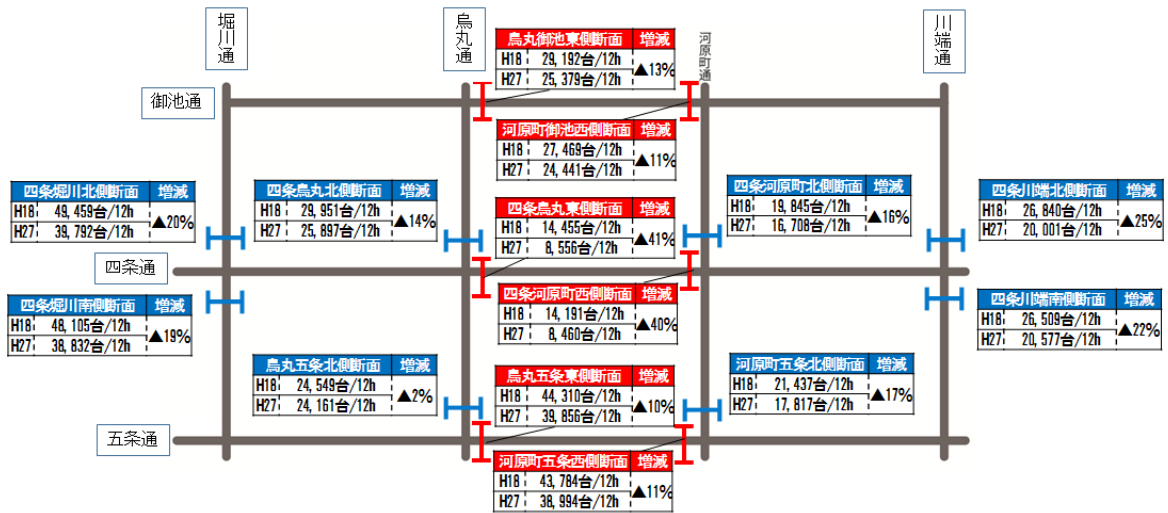 堀川通
烏丸通
河原町通
川端通
烏丸御池東側断面 増減
H18 29,192台/12h ▲13%
H27 25,379台/12h
御池通
河原町御池西側断面 増減
H18 27,469台/12h ▲11%
H27 24,441台/12h
四条堀川北側断面 増減
H18 49,459台/12h ▲20%
H27 39,792台/12h
四条烏丸北側断面 増減
H18 29,951台/12h ▲14%
H27 25,897台/12h
四条烏丸東側断面 増減
H18 14,455台/12h ▲41%
H27 8,556台/12h
四条河原町北側断面 増減
H18 19,845台/12h ▲16%
H27 16,708台/12h
四条川端北側断面 増減
H18 26,840台/12h ▲25%
H27 20,001台/12h
四条通
四条堀川南側断面 増減
H18 48,105台/12h ▲19%
H27 38,832台/12h
四条河原町西側断面 増減
H18 14,191台/12h ▲40%
H27 8,460台/12h
四条川端南側断面 増減
H18 26,509台/12h ▲22%
H27 20,577台/12h
烏丸五条北側断面 増減
H18 24,549台/12h ▲2%
H27 24,161台/12h
烏丸五条東側断面 増減
H18 44,310台/12h ▲10%
H27 39,856台/12h
河原町五条北側断面 増減
H18 21,437台/12h ▲17%
H27 17,817台/12h
五条通
河原町五条西側断面 増減
H18 43,784台/12h ▲11%
H27 38,994台/12h